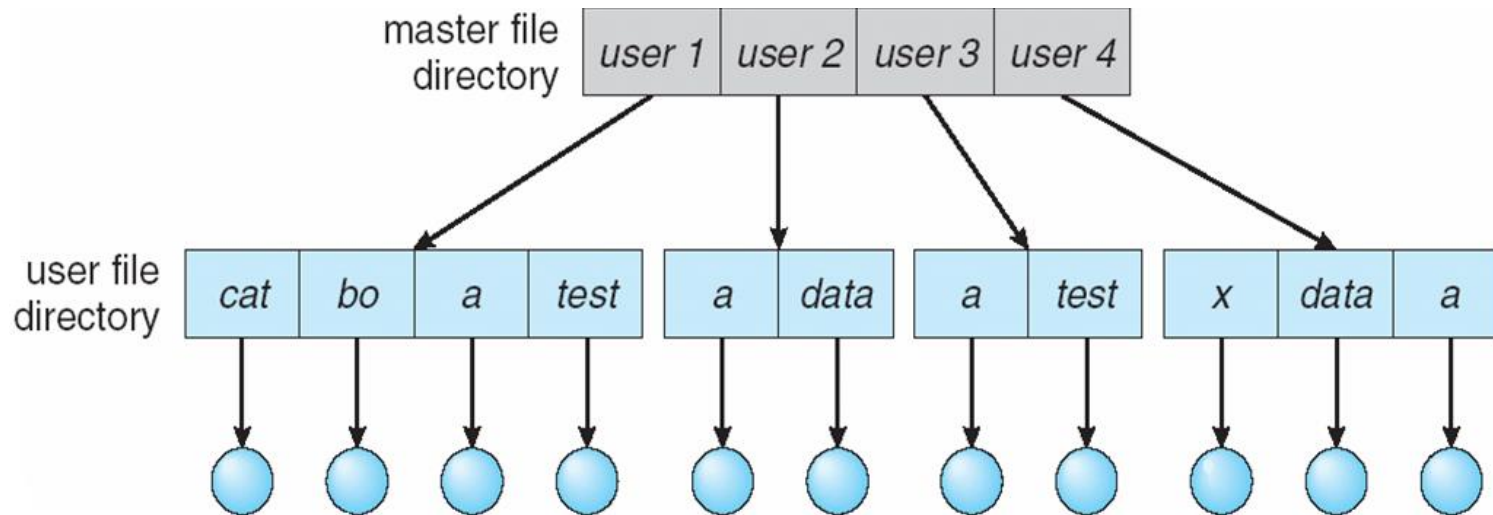 master file
directory
user 1 user 2 user 3 user 4
user file
directory
cat bo a test a data a test x data a